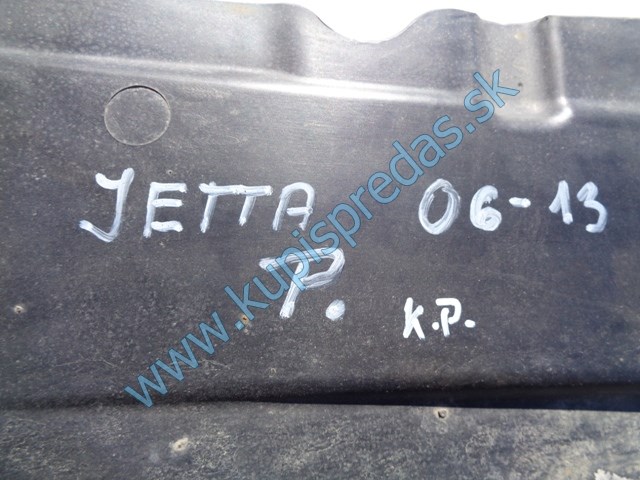 JETTA 06-13
P. K.P.
www.kupispredas.sk